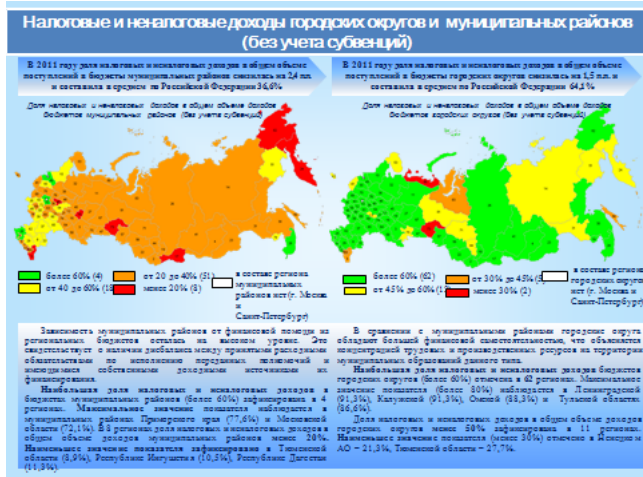 Налоговые и неналоговые доходы городских округов и муниципальных районов
(без учета субвенций)
В 2011 году доля налоговых и неналоговых доходов в общем объеме
поступлений в бюджеты муниципальных районов снизилась на 2,4 п.п.
и составила в среднем по Российской Федерации 36,6%
Доля налоговых и неналоговых доходов в общем объеме доходов
бюджетов муниципальных районов (без учета субвенций)
более 60% (4)
от 20 до 40% (51)
от 40 до 60% (18)
менее 20% (8)
в составе региона
муниципальных
районов нет (г. Москва
и
Санкт-Петербург)
В 2011 году доля налоговых и неналоговых доходов в общем объеме
поступлений в бюджеты городских округов снизилась на 1,5 п.п. и
составила в среднем по Российской Федерации 64,1%
Доля налоговых и неналоговых доходов в общем объеме доходов
бюджетов городских округов (без учета субвенций)
более 60% (62)
от 30% до 45%
от 45% до 60%
менее 30% (2)
в составе региона
городских округов
нет (г. Москва и
Санкт-Петербург)
Зависимость муниципальных районов от финансовой помощи из
региональных бюджетов осталась на высоком уровне. Это
свидетельствует о наличии дисбаланса между принятыми расходными
обязательствами по исполнению переданных полномочий и
имеющимися собственными доходными источниками их
финансирования.
Наибольшая доля налоговых и неналоговых доходов в
бюджетах муниципальных районов (более 60%) зафиксирована в 4
регионах. Максимальное значение показателя наблюдается в
муниципальных районах Приморского края (77,6%) и Московской
области (72,1%). В 8 регионах доля налоговых и неналоговых доходов в
общем объеме доходов муниципальных районов менее 20%.
Наименьшее значение показателя зафиксировано в Тюменской
области (8,9%), Республике Ингушетия (10,5%), Республике Дагестан
(11,9%).
В сравнении с муниципальными районами городские округа
обладают большей финансовой самостоятельностью, что объясняется
концентрацией трудовых и производственных ресурсов на территории
муниципальных образований данного типа.
Наибольшая доля налоговых и неналоговых доходов бюджетов
городских округов (более 60%) отмечена в 62 регионах. Максимальное
значение показателя (более 80%) наблюдается в Ленинградской
(91,3%), Калужской (91,3%), Омской (88,3%) и Тульской областях
(86,6%).
Доля налоговых и неналоговых доходов в общем объеме доходов
городских округов менее 50% зафиксирована в 11 регионах.
Наименьшее значение показателя (менее 30%) отмечено в Ненецком
АО – 21,3%, Тюменской области – 27,7%.